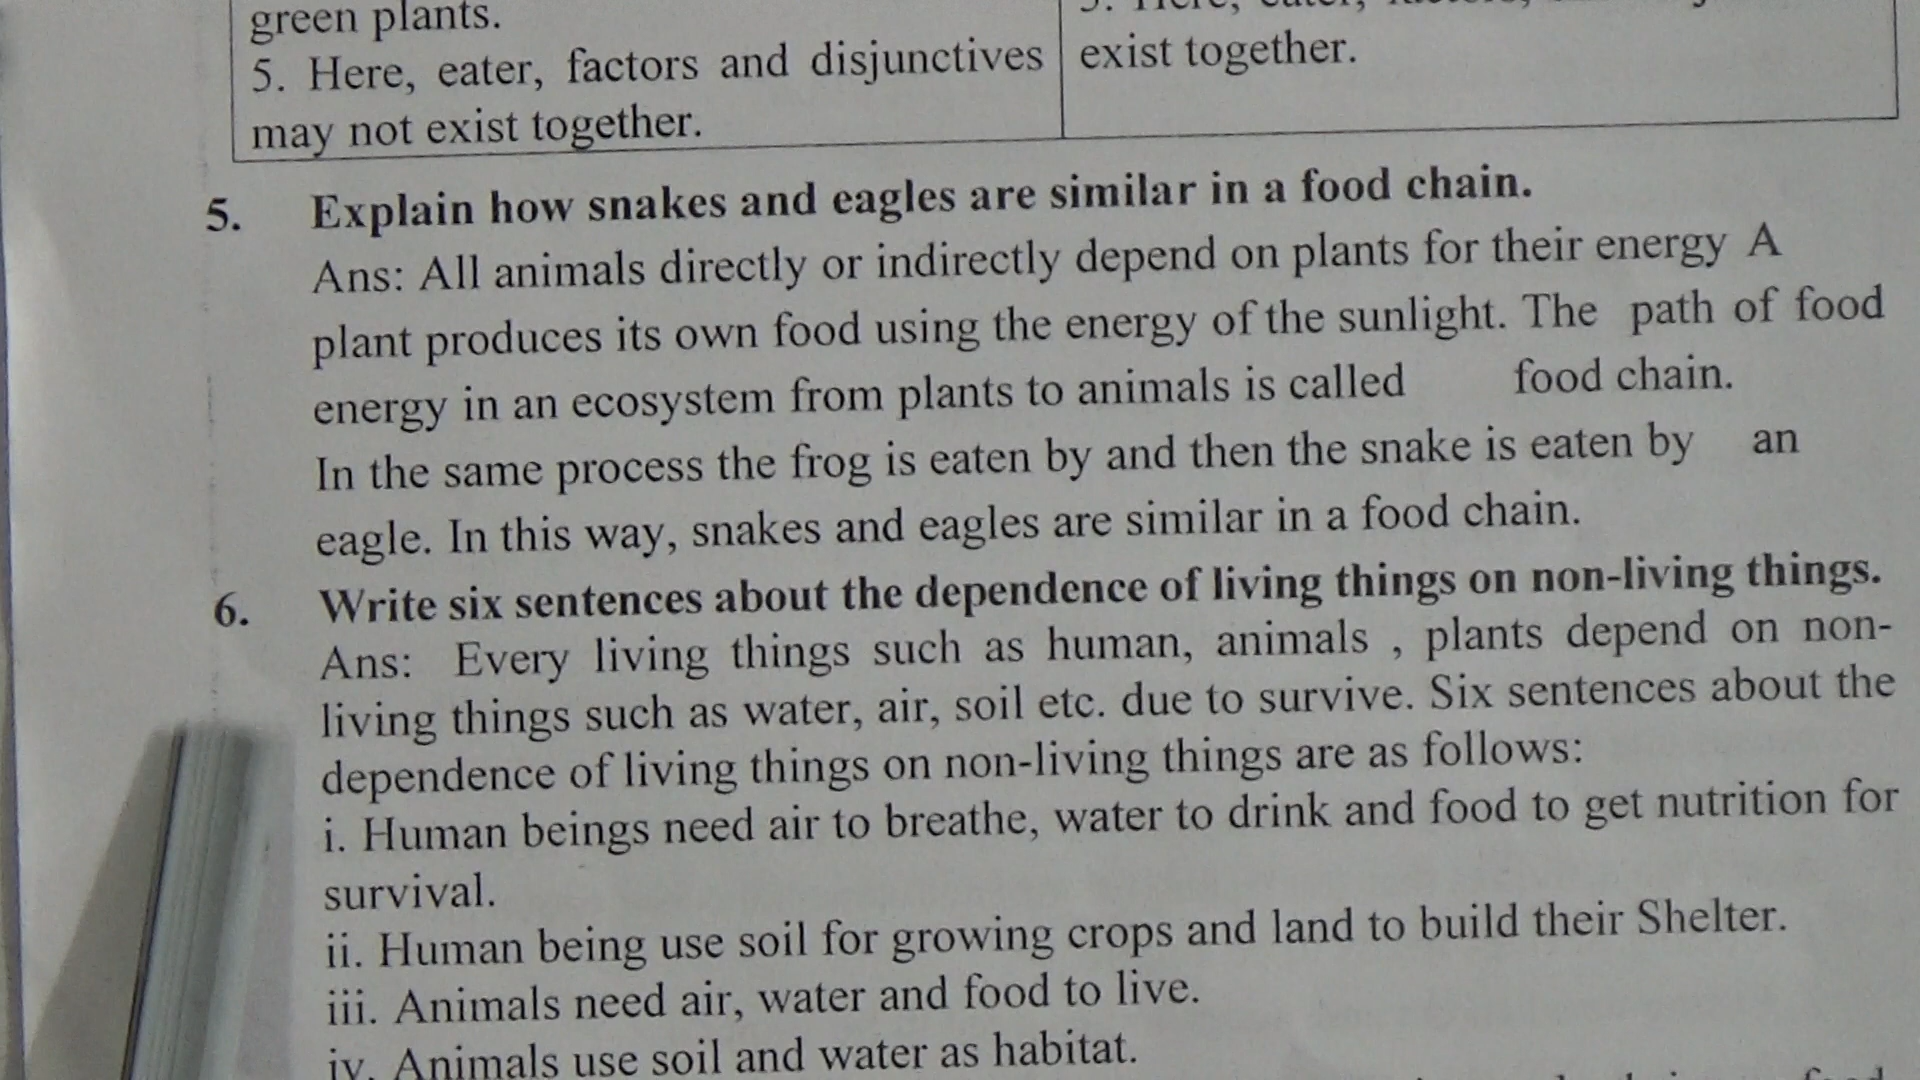 green plants.
5. Here, eater, factors and disjunctives
may not exist together.
exist together.
5. Explain how snakes and eagles are similar in a food chain.
Ans: All animals directly or indirectly depend on plants for their energy A
plant produces its own food using the energy of the sunlight. The path of food
energy in an ecosystem from plants to animals is called food chain.
In the same process the frog is eaten by and then the snake is eaten by an
eagle. In this way, snakes and eagles are similar in a food chain.
6. Write six sentences about the dependence of living things on non-living things.
Ans: Every living things such as human, animals , plants depend on non-
living things such as water, air, soil etc. due to survive. Six sentences about the
dependence of living things on non-living things are as follows:
i. Human beings need air to breathe, water to drink and food to get nutrition for
survival.
ii. Human being use soil for growing crops and land to build their Shelter.
iii. Animals need air, water and food to live.
iv. Animals use soil and water as habitat.